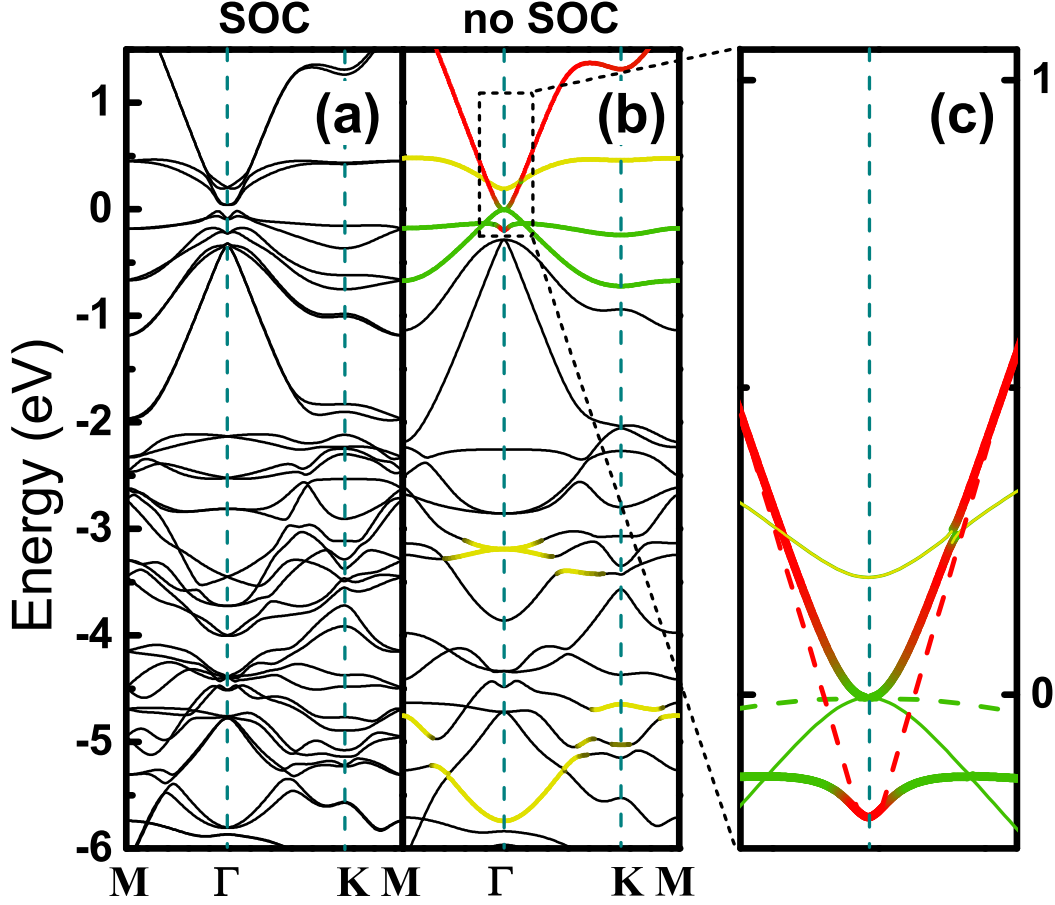 SOC no SOC
(a) (b) (c)
1 1
0 0
-1
-2
-3
-4
-5
-6
Energy (eV)
M Γ K M Γ K M